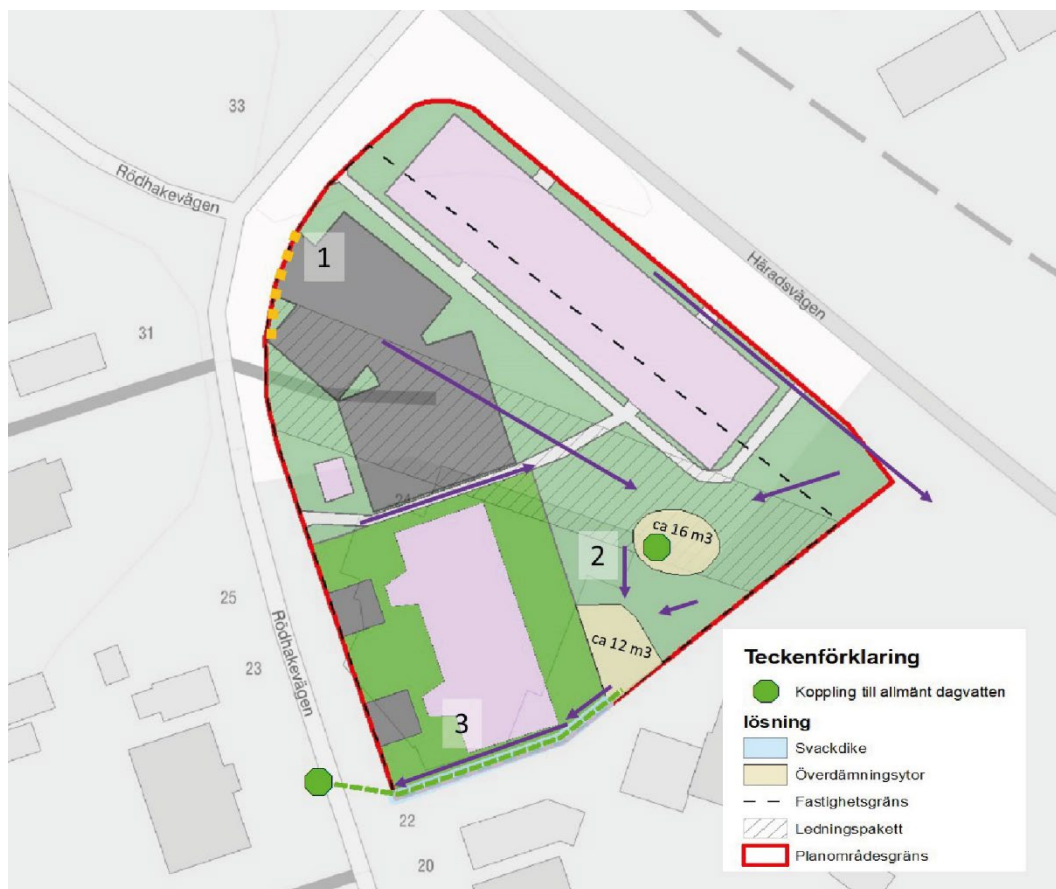 33
Rödhakevägen
1
Häradsvägen
31
24
ca 16 m3
2
25
ca 12 m3
23
Rödhakevägen
3
22
20
Teckenförklaring
Koppling till allmänt dagvatten
lösning
Svackdike
Överdämningsytor
Fastighetsgräns
Ledningspakett
Planområdesgräns